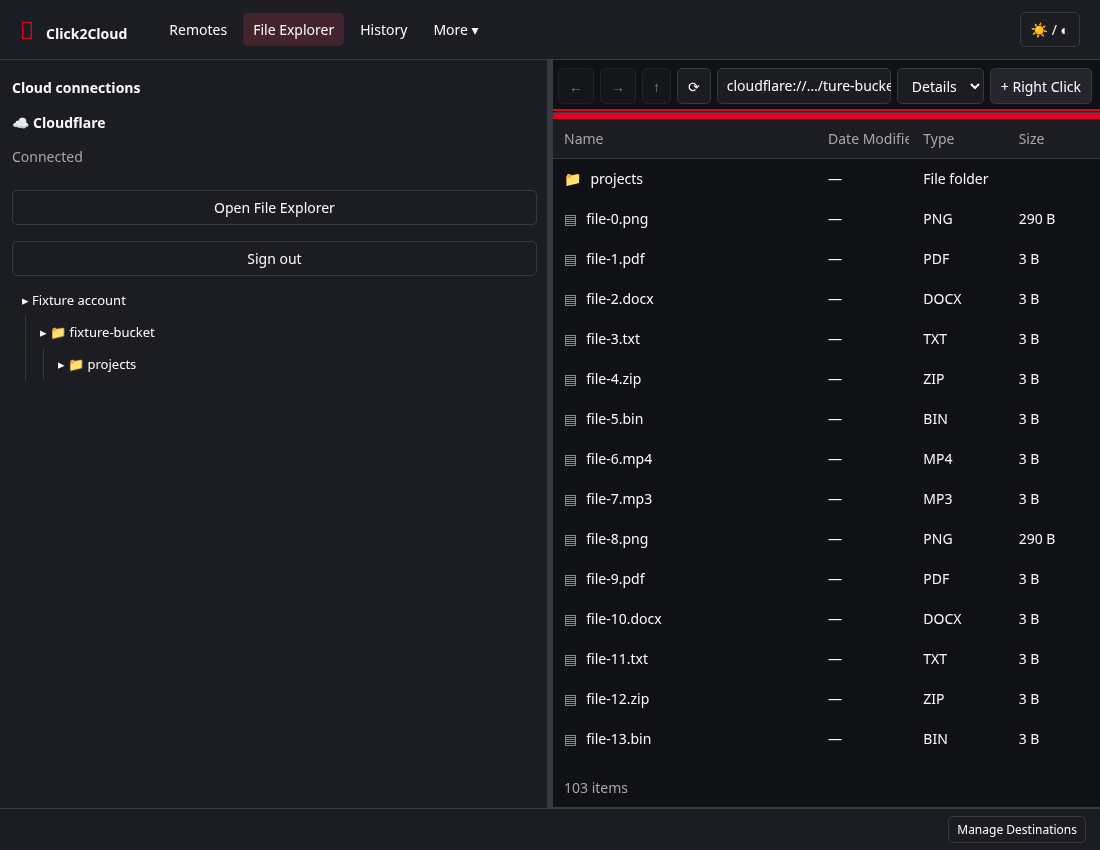 Click2Cloud
Remotes
File Explorer
History
More ▾
☀️ / ◖
Cloud connections
☁️ Cloudflare
Connected
Open File Explorer
Sign out
▸ Fixture account
▸ 📁 fixture-bucket
▸ 📁 projects
← → ↑ ⟳ cloudflare://…/ture-bucke Details + Right Click
Name Date Modifie Type Size
📁 projects — File folder
▤ file-0.png — PNG 290 B
▤ file-1.pdf — PDF 3 B
▤ file-2.docx — DOCX 3 B
▤ file-3.txt — TXT 3 B
▤ file-4.zip — ZIP 3 B
▤ file-5.bin — BIN 3 B
▤ file-6.mp4 — MP4 3 B
▤ file-7.mp3 — MP3 3 B
▤ file-8.png — PNG 290 B
▤ file-9.pdf — PDF 3 B
▤ file-10.docx — DOCX 3 B
▤ file-11.txt — TXT 3 B
▤ file-12.zip — ZIP 3 B
▤ file-13.bin — BIN 3 B
103 items
Manage Destinations